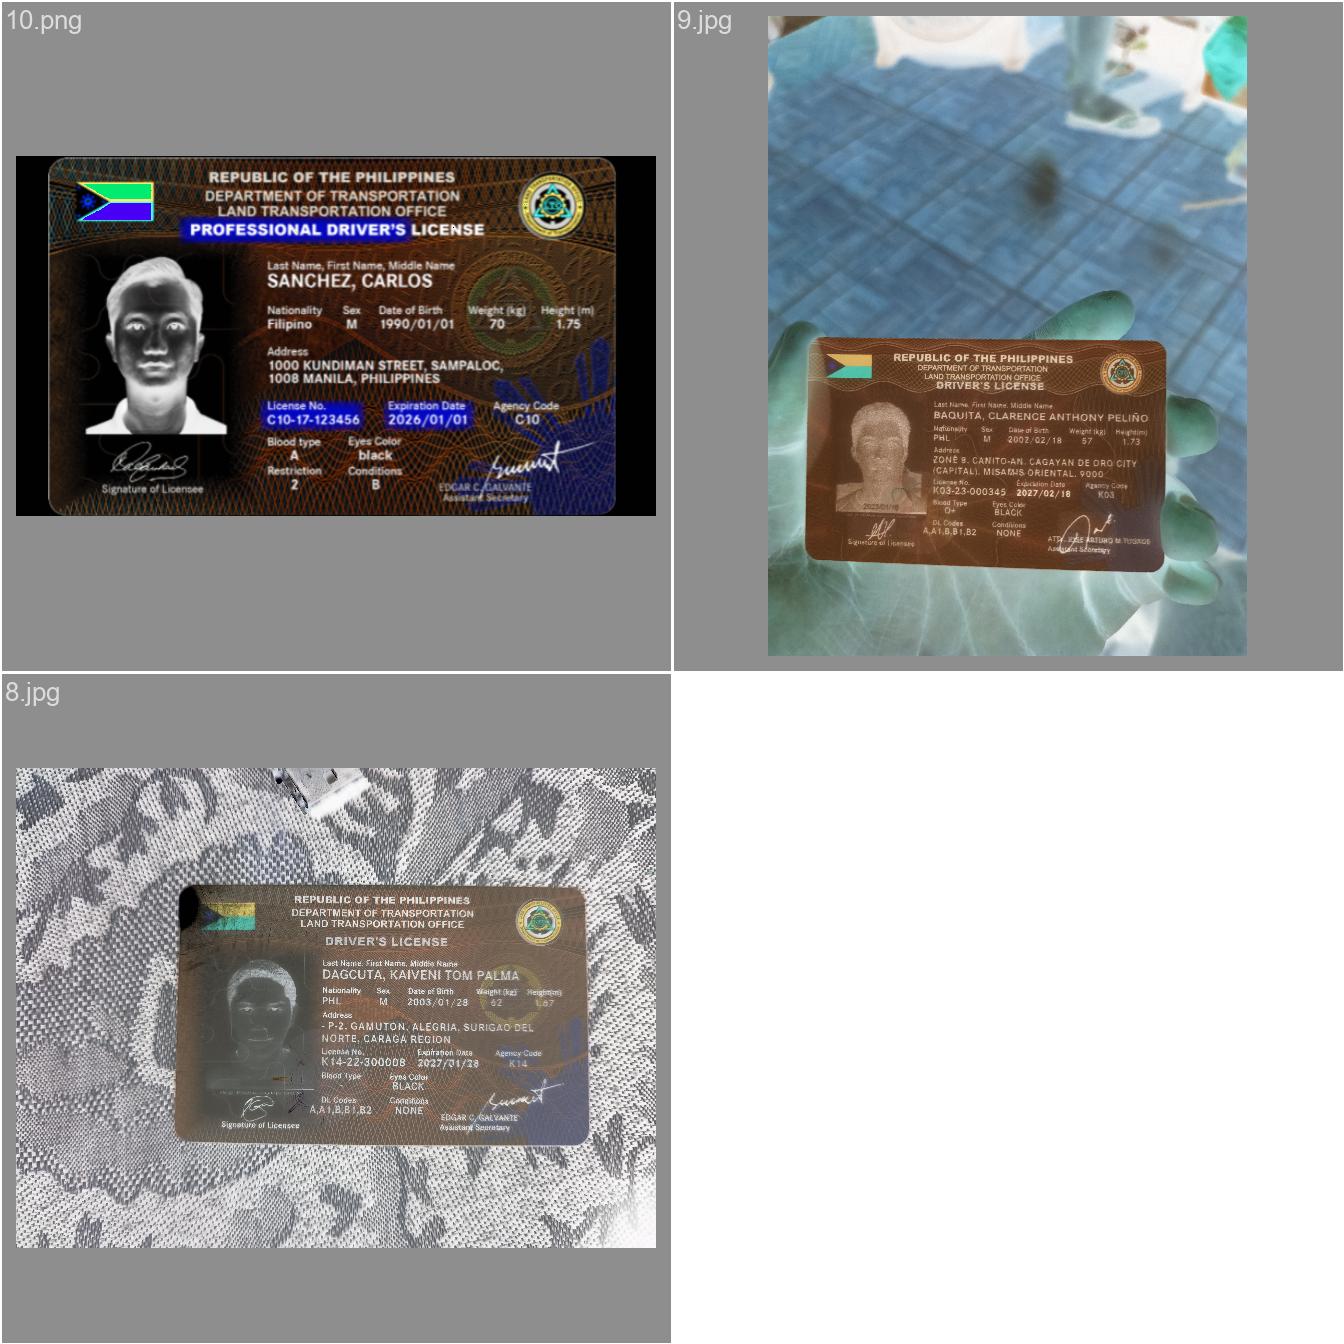 10.png
REPUBLIC OF THE PHILIPPINES
DEPARTMENT OF TRANSPORTATION
LAND TRANSPORTATION OFFICE
PROFESSIONAL DRIVER'S LICENSE
Last Name, First Name, Middle Name
SANCHEZ, CARLOS
Nationality Sex Date of Birth Weight (kg) Height (m)
Filipino M 1990/01/01 70 1.75
Address
1000 KUNDIMAN STREET, SAMPALOC,
1008 MANILA, PHILIPPINES
License No. Expiration Date Agency Code
C10-17-123456 2026/01/01 C10
Blood type Eyes Color
A black
Restriction Conditions
2 B
EDGAR C. GALVANTE
Signature of Licensee Assistant Secretary
9.jpg
REPUBLIC OF THE PHILIPPINES
DEPARTMENT OF TRANSPORTATION
LAND TRANSPORTATION OFFICE
DRIVER'S LICENSE
Last Name, First Name, Middle Name
BAQUITA, CLARENCE ANTHONY PELIÑO
Nationality Sex Date of Birth Weight (kg) Height(m)
PHL M 2002/02/18 57 1.73
Address
ZONE 8, CANITO-AN, CAGAYAN DE ORO CITY
(CAPITAL), MISAMIS ORIENTAL, 9000
License No. Expiration Date Agency Code
K03-23-000345 2027/02/18 K03
Blood Type Eyes Color
O+ BLACK
DL Codes Conditions
A,A1,B,B1,B2 NONE
Signature of Licensee Assistant Secretary
8.jpg
REPUBLIC OF THE PHILIPPINES
DEPARTMENT OF TRANSPORTATION
LAND TRANSPORTATION OFFICE
DRIVER'S LICENSE
Last Name, First Name, Middle Name
DAGCUTA, KAIVENI TOM PALMA
Nationality Sex Date of Birth Weight (kg) Height(m)
PHL M 2003/01/28 62 1.67
Address
- P-2, GAMUTON, ALEGRIA, SURIGAO DEL
NORTE, CARAGA REGION
License No. Expiration Date Agency Code
K14-22-300008 2027/01/28 K14
Blood Type Eyes Color
BLACK
DL Codes Conditions
A,A1,B,B1,B2 NONE
EDGAR C. GALVANTE
Signature of Licensee Assistant Secretary